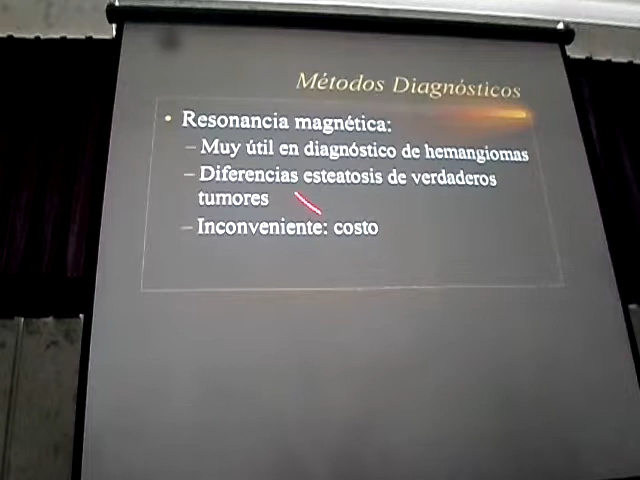 Métodos Diagnósticos
• Resonancia magnética:
– Muy útil en diagnóstico de hemangiomas
– Diferencias esteatosis de verdaderos
tumores
– Inconveniente: costo